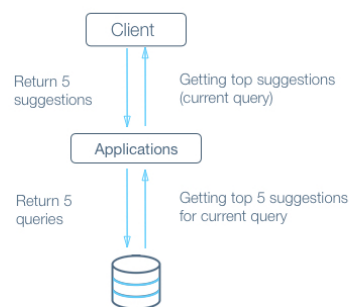 Client
Return 5
suggestions
Getting top suggestions
(current query)
Applications
Return 5
queries
Getting top 5 suggestions
for current query